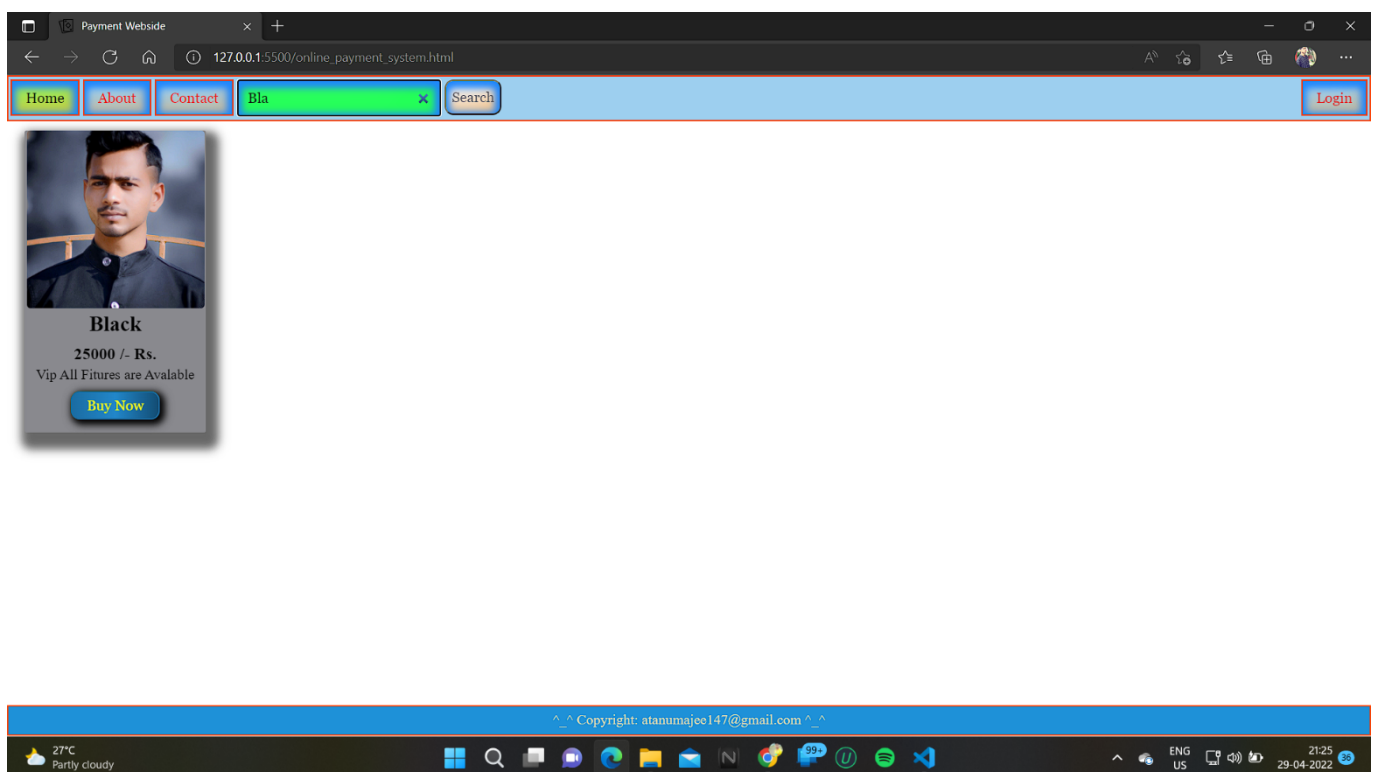 Payment Webside
127.0.0.1:5500/online_payment_system.html
Home About Contact Bla Search Login
Black
25000 /- Rs.
Vip All Fitures are Avalable
Buy Now
^_^ Copyright: atanumajee147@gmail.com ^_^
27°C
Partly cloudy
99+
ENG
US
21:25
29-04-2022
36